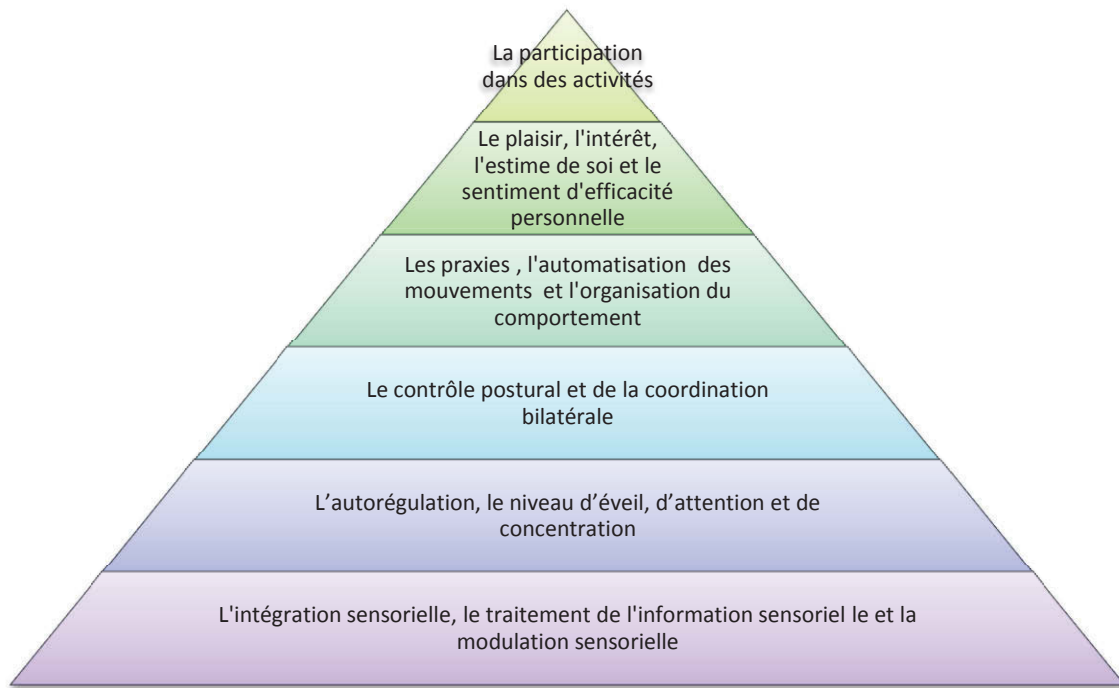 La participation
dans des activités
Le plaisir, l'intérêt,
l'estime de soi et le
sentiment d'efficacité
personnelle
Les praxies , l'automatisation des
mouvements et l'organisation du
comportement
Le contrôle postural et de la coordination
bilatérale
L’autorégulation, le niveau d’éveil, d’attention et de
concentration
L'intégration sensorielle, le traitement de l'information sensoriel le et la
modulation sensorielle